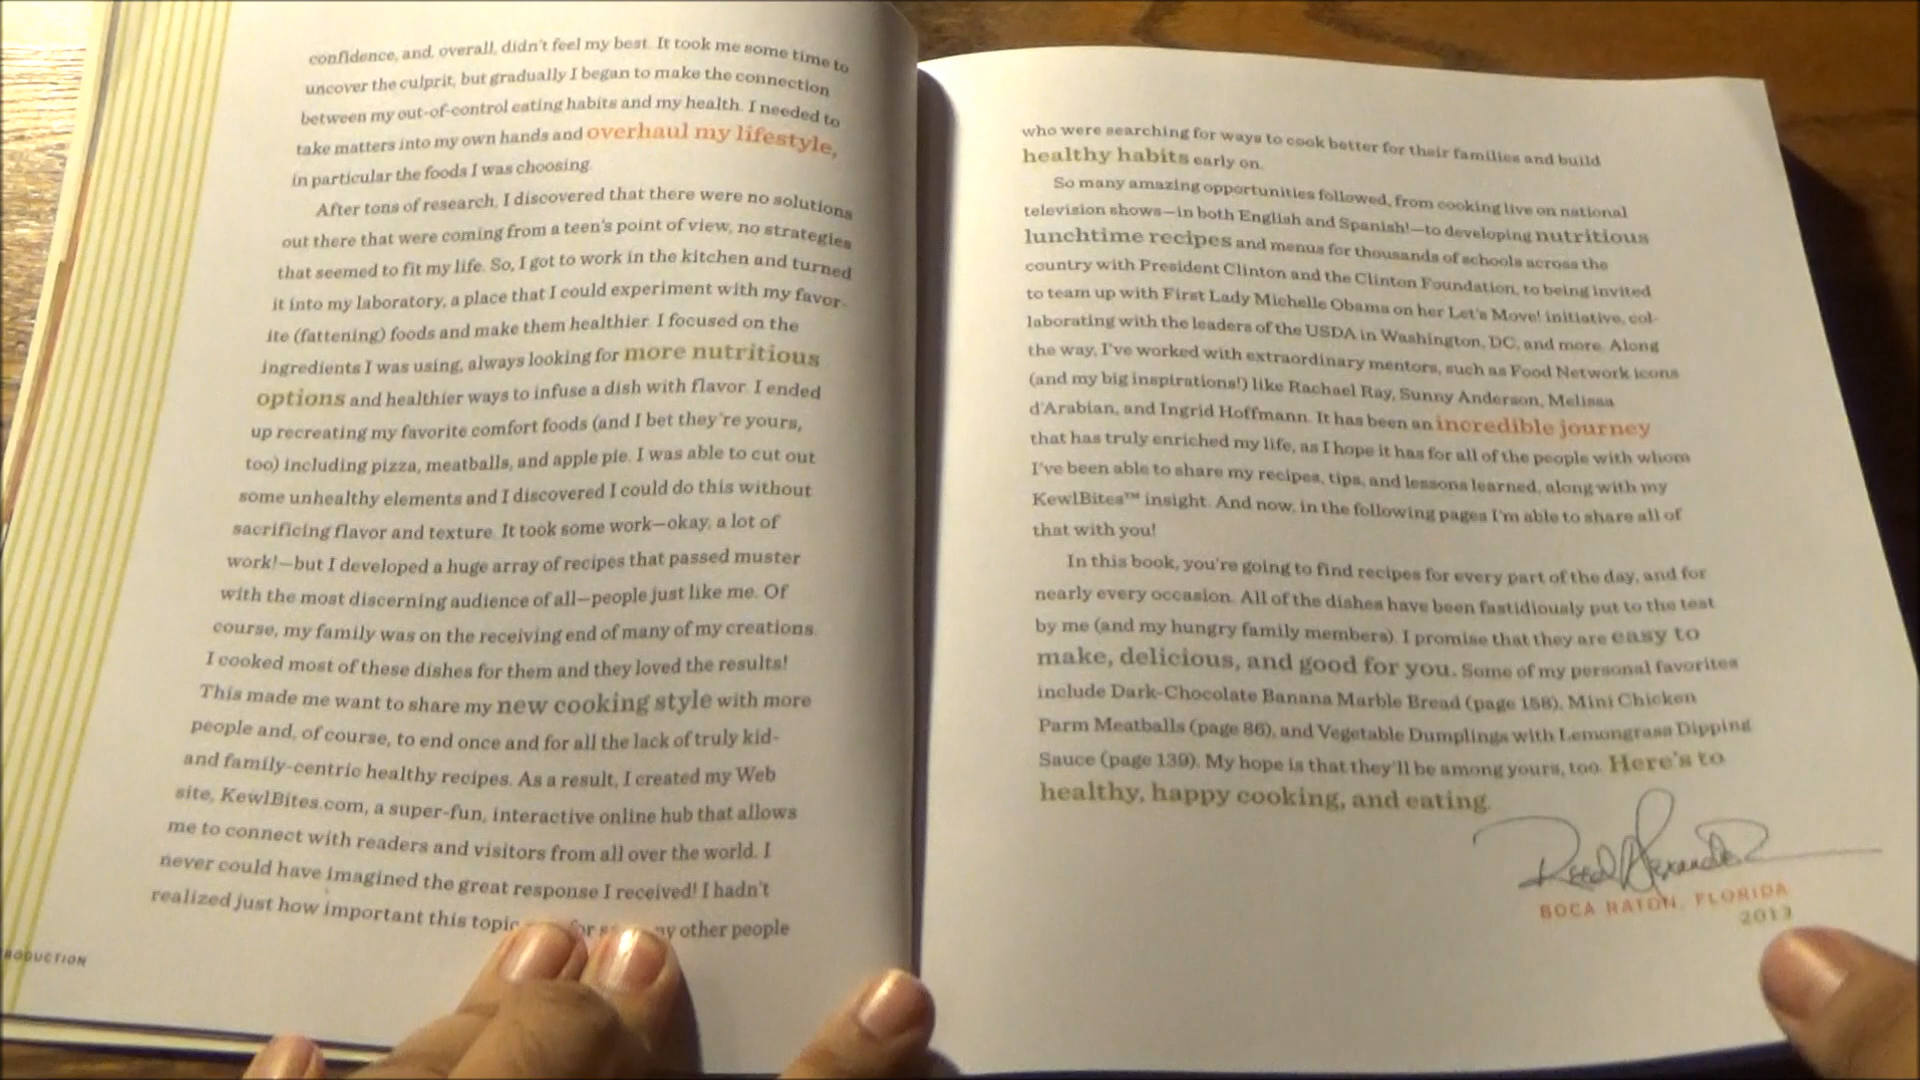 confidence, and, overall, didn't feel my best. It took me some time to
uncover the culprit, but gradually I began to make the connection
between my out-of-control eating habits and my health. I needed to
take matters into my own hands and overhaul my lifestyle,
in particular the foods I was choosing.
After tons of research, I discovered that there were no solutions
out there that were coming from a teen's point of view, no strategies
that seemed to fit my life. So, I got to work in the kitchen and turned
it into my laboratory, a place that I could experiment with my favor-
ite (fattening) foods and make them healthier. I focused on the
ingredients I was using, always looking for more nutritious
options and healthier ways to infuse a dish with flavor. I ended
up recreating my favorite comfort foods (and I bet they're yours,
too) including pizza, meatballs, and apple pie. I was able to cut out
some unhealthy elements and I discovered I could do this without
sacrificing flavor and texture. It took some work—okay, a lot of
work!—but I developed a huge array of recipes that passed muster
with the most discerning audience of all—people just like me. Of
course, my family was on the receiving end of many of my creations.
I cooked most of these dishes for them and they loved the results!
This made me want to share my new cooking style with more
people and, of course, to end once and for all the lack of truly kid-
and family-centric healthy recipes. As a result, I created my Web
site, KewlBites.com, a super-fun, interactive online hub that allows
me to connect with readers and visitors from all over the world. I
never could have imagined the great response I received! I hadn't
realized just how important this topic for other people
RODUCTION
who were searching for ways to cook better for their families and build
healthy habits early on.
So many amazing opportunities followed, from cooking live on national
television shows—in both English and Spanish!—to developing nutritious
lunchtime recipes and menus for thousands of schools across the
country with President Clinton and the Clinton Foundation, to being invited
to team up with First Lady Michelle Obama on her Let's Move! initiative, col-
laborating with the leaders of the USDA in Washington, DC, and more. Along
the way, I've worked with extraordinary mentors, such as Food Network icons
(and my big inspirations!) like Rachael Ray, Sunny Anderson, Melissa
d'Arabian, and Ingrid Hoffmann. It has been an incredible journey
that has truly enriched my life, as I hope it has for all of the people with whom
I've been able to share my recipes, tips, and lessons learned, along with my
KewlBites™ insight. And now, in the following pages I'm able to share all of
that with you!
In this book, you're going to find recipes for every part of the day, and for
nearly every occasion. All of the dishes have been fastidiously put to the test
by me (and my hungry family members). I promise that they are easy to
make, delicious, and good for you. Some of my personal favorites
include Dark-Chocolate Banana Marble Bread (page 158), Mini Chicken
Parm Meatballs (page 86), and Vegetable Dumplings with Lemongrass Dipping
Sauce (page 139). My hope is that they'll be among yours, too. Here's to
healthy, happy cooking, and eating.
Reed Alexander
BOCA RATON, FLORIDA
2013